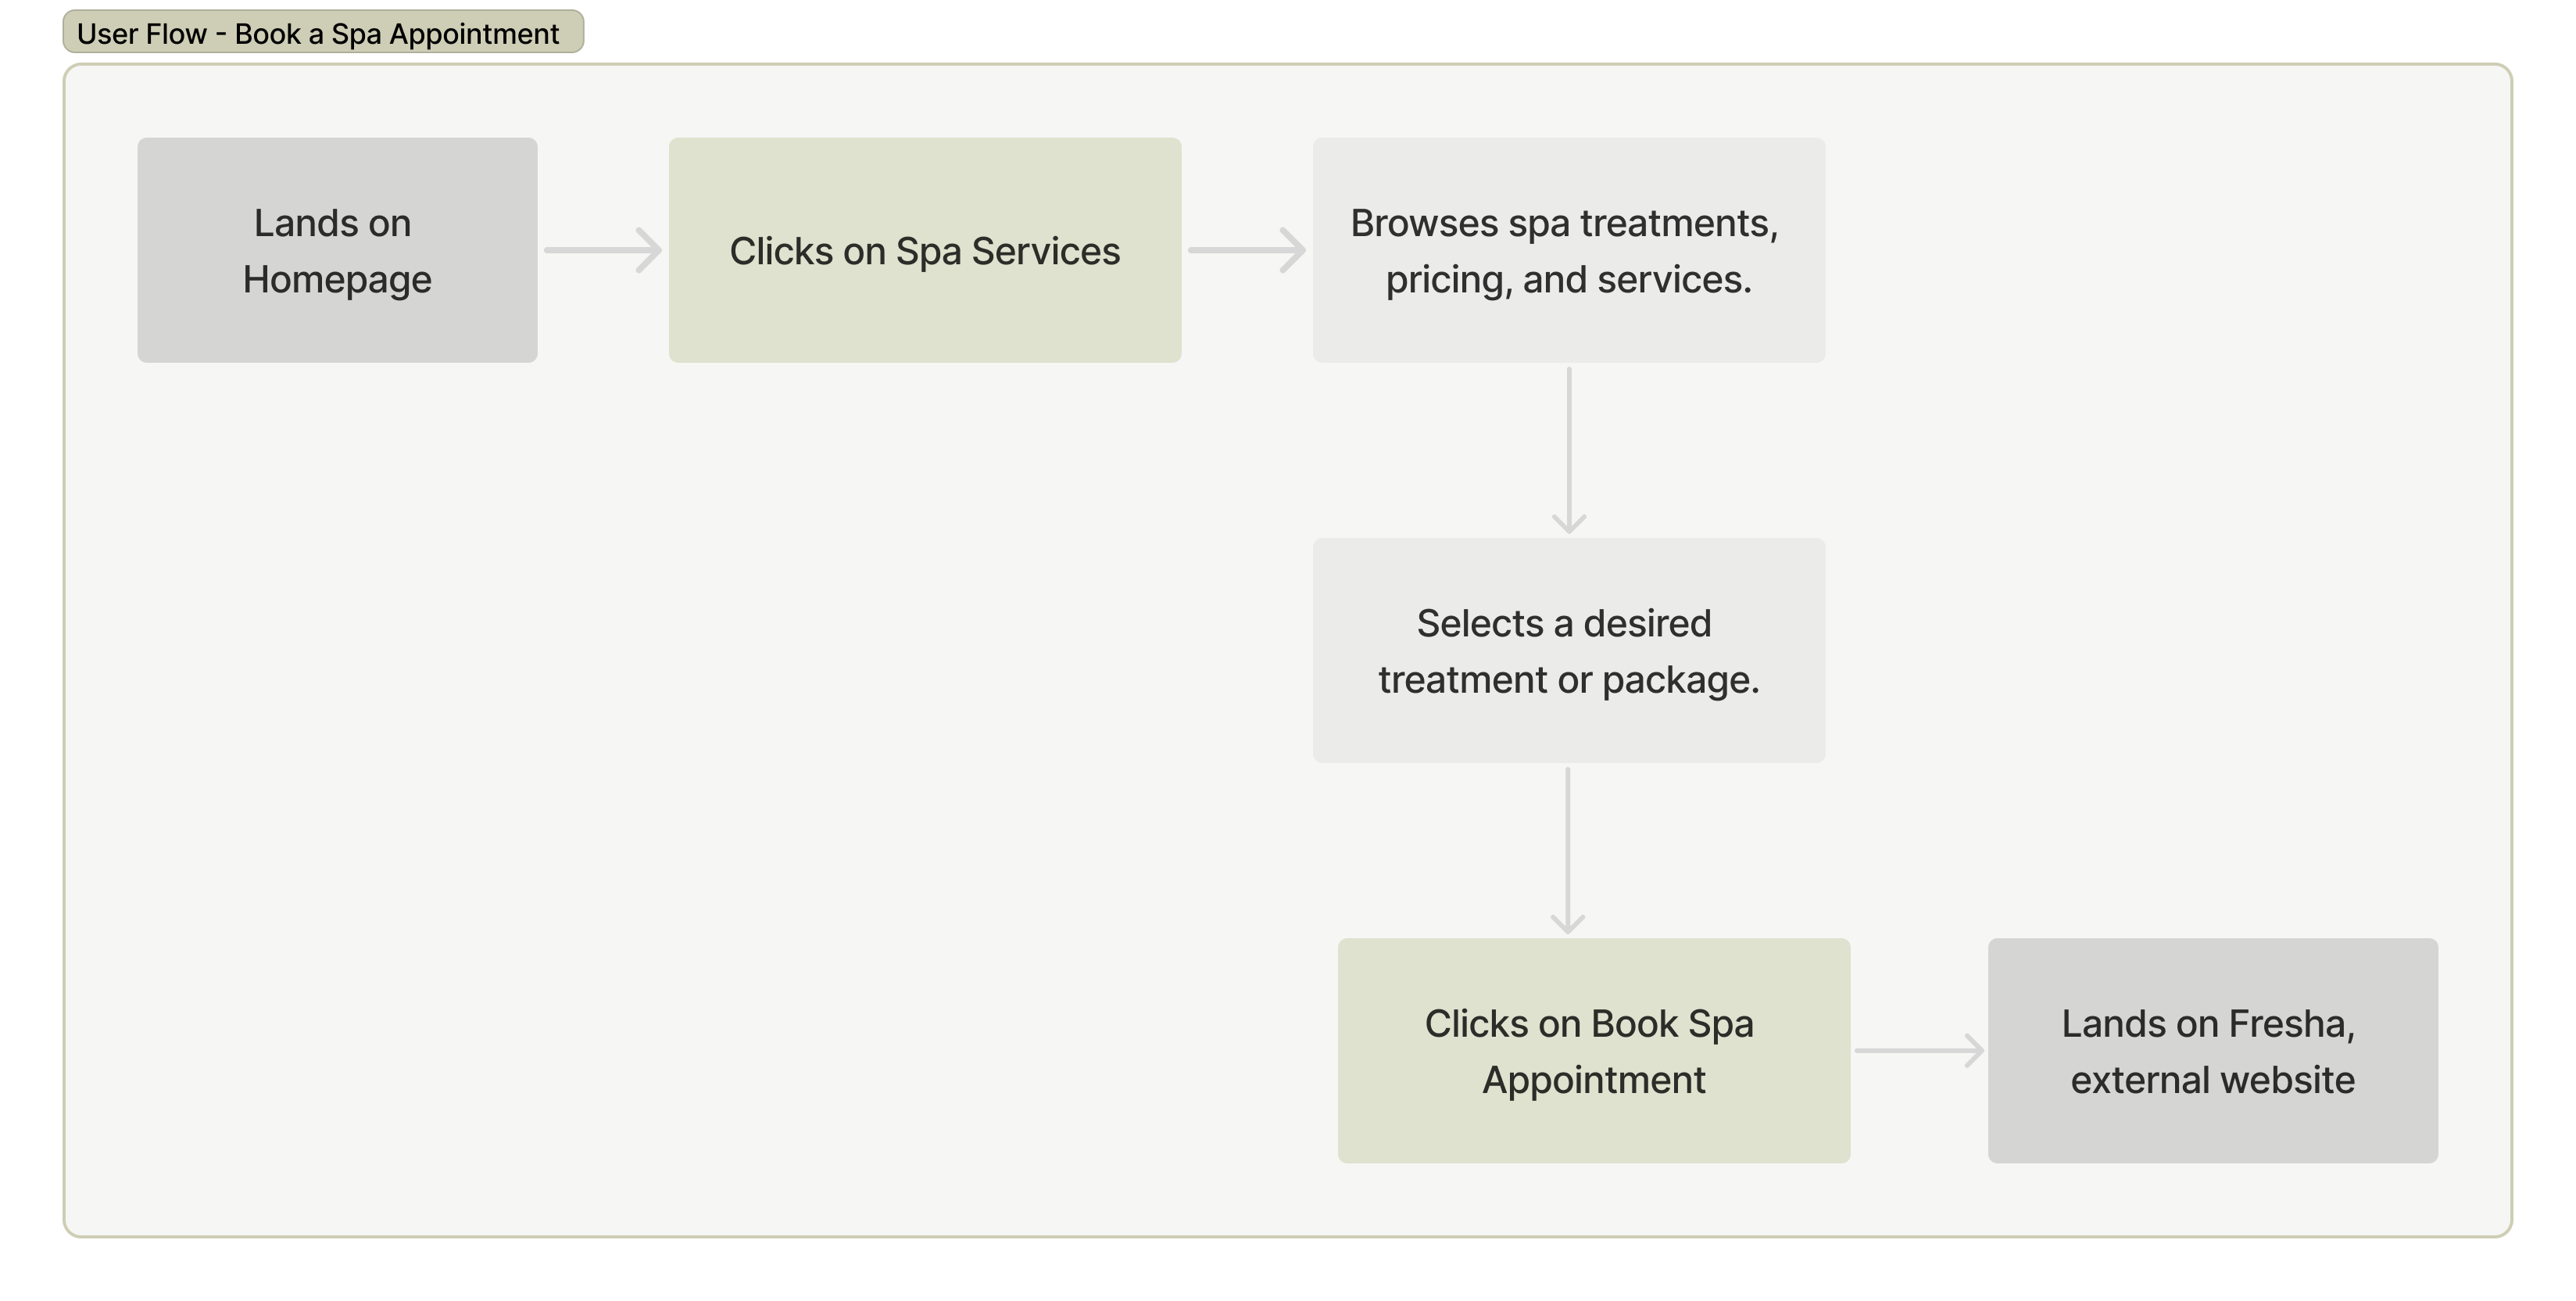 User Flow - Book a Spa Appointment
Lands on
Homepage
Clicks on Spa Services
Browses spa treatments,
pricing, and services.
Selects a desired
treatment or package.
Clicks on Book Spa
Appointment
Lands on Fresha,
external website